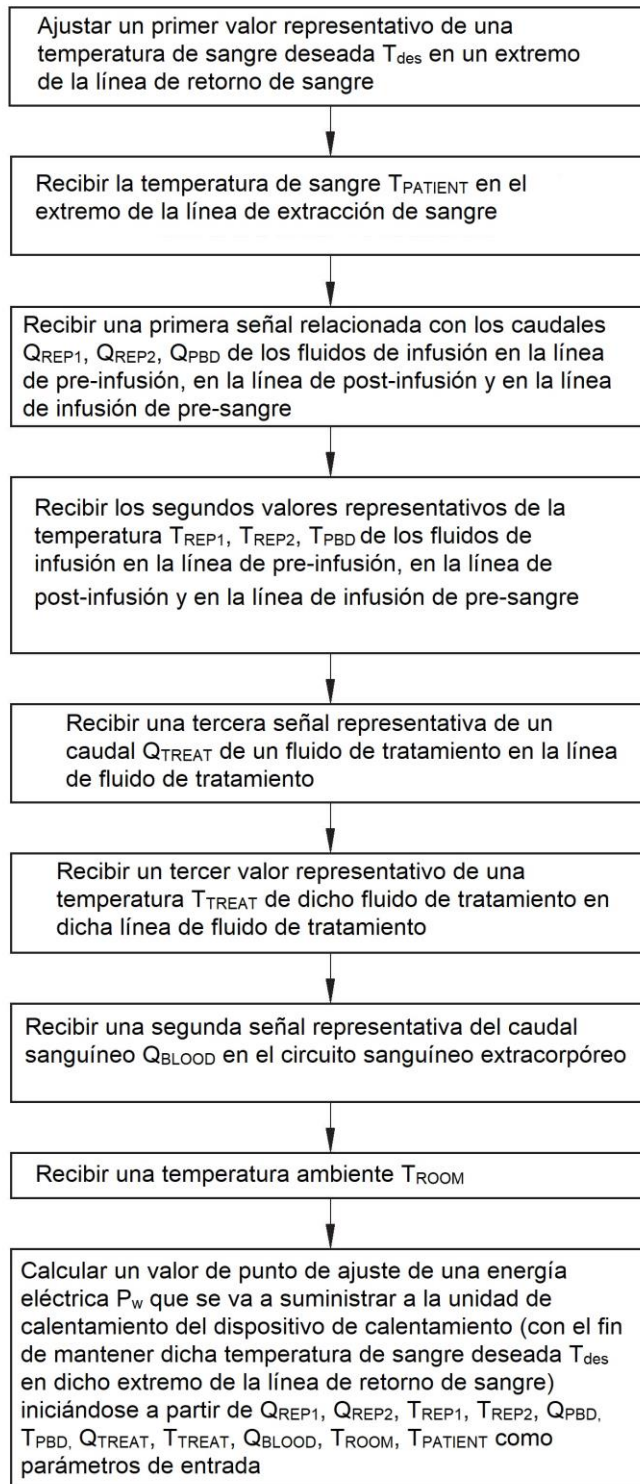 Ajustar un primer valor representativo de una
temperatura de sangre deseada Tdes en un extremo
de la línea de retorno de sangre
Recibir la temperatura de sangre TPATIENT en el
extremo de la línea de extracción de sangre
Recibir una primera señal relacionada con los caudales
QREP1, QREP2, QPBD de los fluidos de infusión en la línea
de pre-infusión, en la línea de post-infusión y en la línea
de infusión de pre-sangre
Recibir los segundos valores representativos de la
temperatura TREP1, TREP2, TPBD de los fluidos de
infusión en la línea de pre-infusión, en la línea de
post-infusión y en la línea de infusión de pre-sangre
Recibir una tercera señal representativa de un
caudal QTREAT de un fluido de tratamiento en la línea
de fluido de tratamiento
Recibir un tercer valor representativo de una
temperatura TTREAT de dicho fluido de tratamiento en
dicha línea de fluido de tratamiento
Recibir una segunda señal representativa del caudal
sanguíneo QBLOOD en el circuito sanguíneo extracorpóreo
Recibir una temperatura ambiente TROOM
Calcular un valor de punto de ajuste de una energía
eléctrica Pw que se va a suministrar a la unidad de
calentamiento del dispositivo de calentamiento (con el fin
de mantener dicha temperatura de sangre deseada Tdes
en dicho extremo de la línea de retorno de sangre)
iniciándose a partir de QREP1, QREP2, TREP1, TREP2, QPBD,
TPBD, QTREAT, TTREAT, QBLOOD, TROOM, TPATIENT como
parámetros de entrada